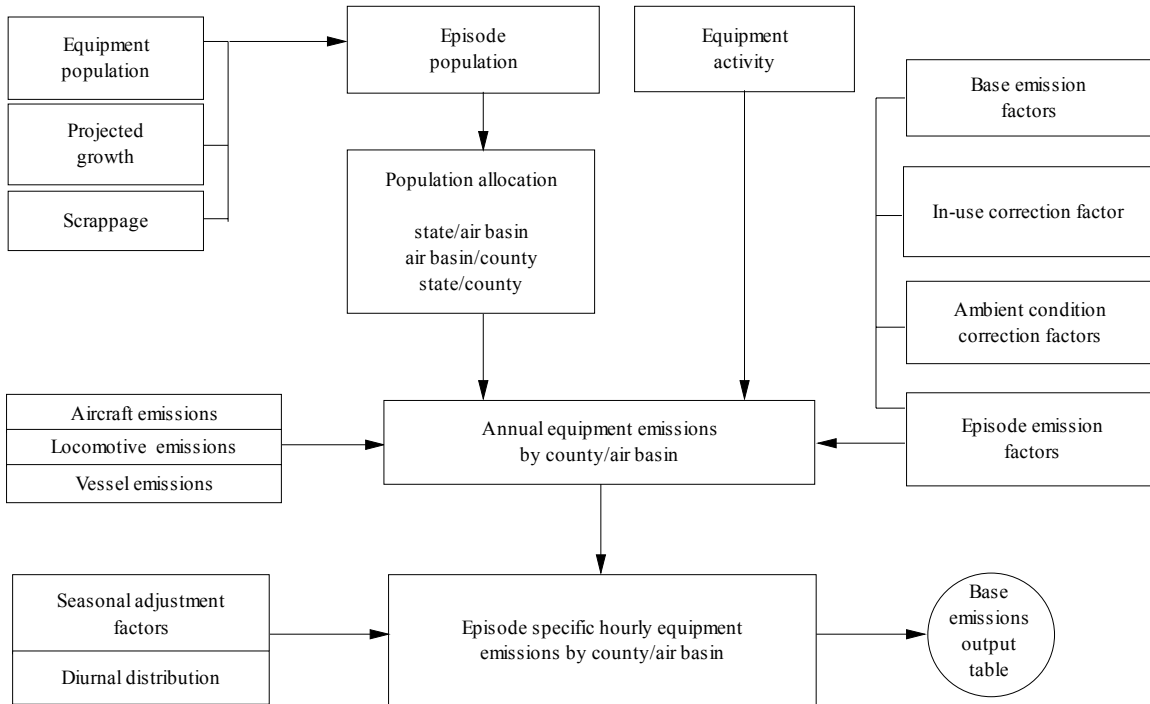 Equipment
population
Projected
growth
Scrappage
Episode
population
Population allocation
state/air basin
air basin/county
state/county
Equipment
activity
Base emission
factors
In-use correction factor
Ambient condition
correction factors
Episode emission
factors
Aircraft emissions
Locomotive emissions
Vessel emissions
Annual equipment emissions
by county/air basin
Seasonal adjustment
factors
Diurnal distribution
Episode specific hourly equipment
emissions by county/air basin
Base
emissions
output
table